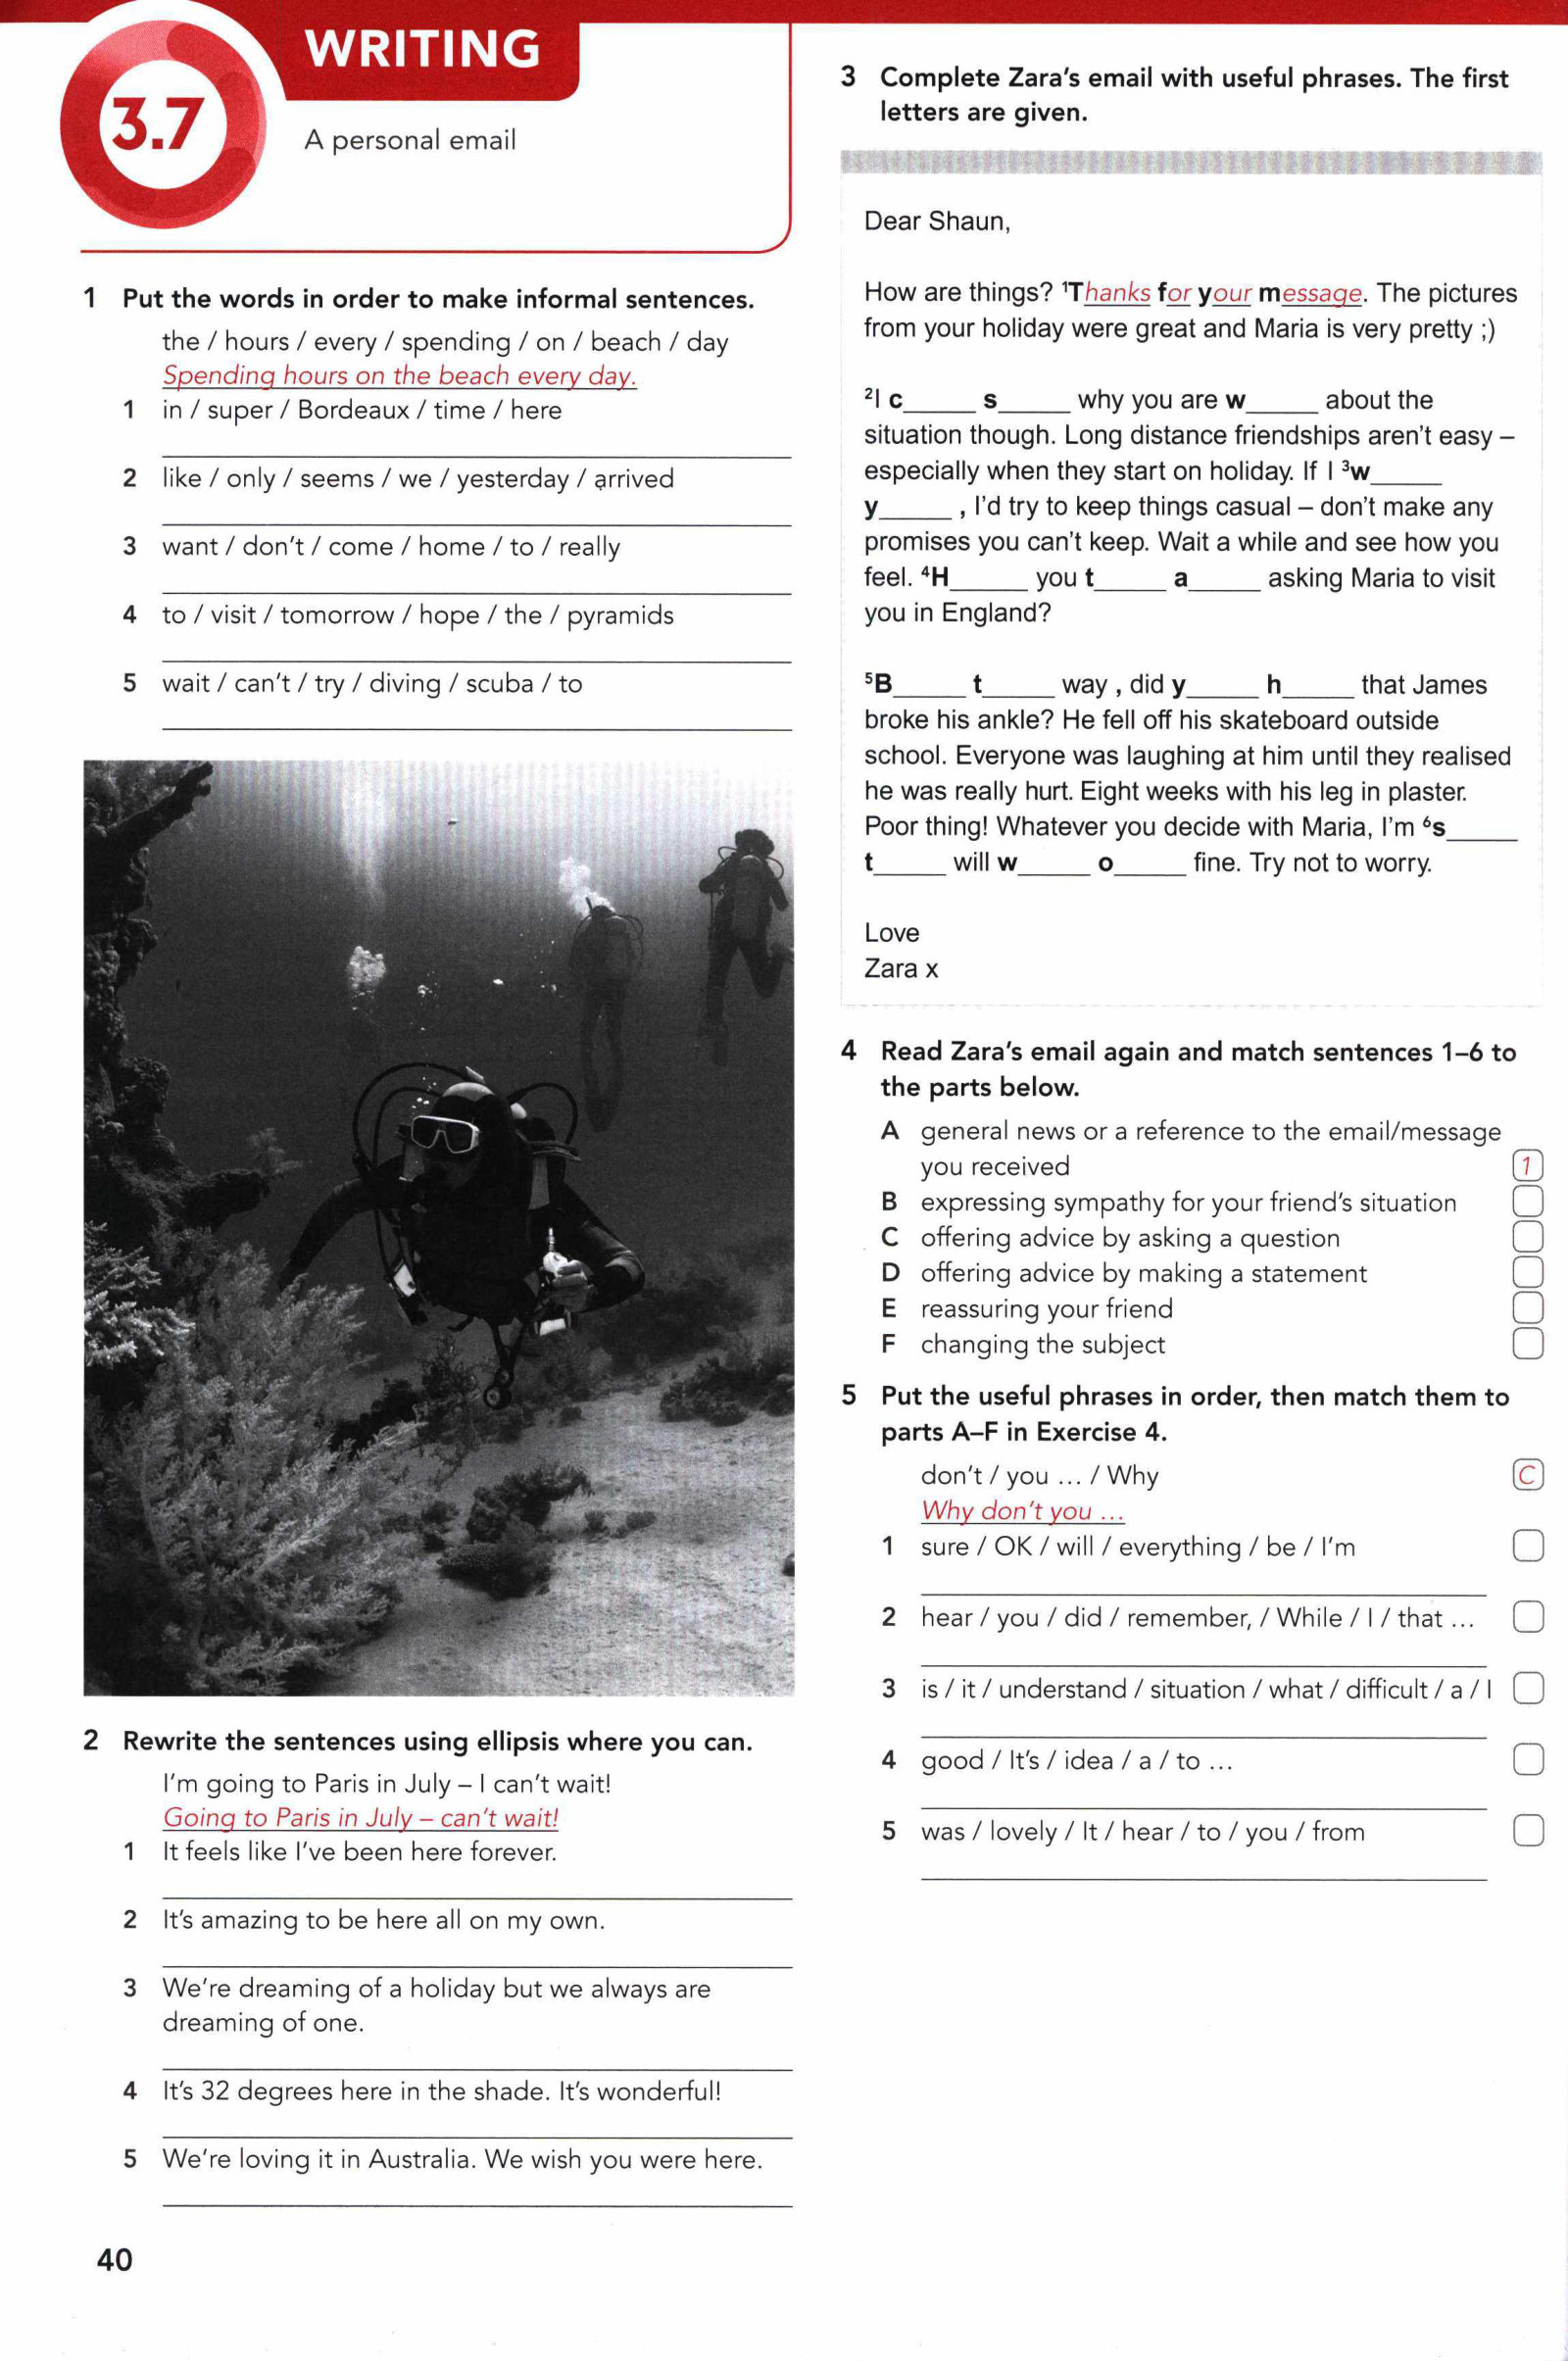 WRITING
3.7
A personal email
1 Put the words in order to make informal sentences.
the / hours / every / spending / on / beach / day
Spending hours on the beach every day.
1 in / super / Bordeaux / time / here
2 like / only / seems / we / yesterday / arrived
3 want / don't / come / home / to / really
4 to / visit / tomorrow / hope / the / pyramids
5 wait / can't / try / diving / scuba / to
2 Rewrite the sentences using ellipsis where you can.
I'm going to Paris in July – I can't wait!
Going to Paris in July – can't wait!
1 It feels like I've been here forever.
2 It's amazing to be here all on my own.
3 We're dreaming of a holiday but we always are
dreaming of one.
4 It's 32 degrees here in the shade. It's wonderful!
5 We're loving it in Australia. We wish you were here.
40
3 Complete Zara's email with useful phrases. The first
letters are given.
Dear Shaun,
How are things? ¹Thanks for your message. The pictures
from your holiday were great and Maria is very pretty ;)
²I c_____ s_____ why you are w_____ about the
situation though. Long distance friendships aren't easy –
especially when they start on holiday. If I ³w_____
y_____ , I'd try to keep things casual – don't make any
promises you can't keep. Wait a while and see how you
feel. ⁴H_____ you t_____ a_____ asking Maria to visit
you in England?
⁵B_____ t_____ way , did y_____ h_____ that James
broke his ankle? He fell off his skateboard outside
school. Everyone was laughing at him until they realised
he was really hurt. Eight weeks with his leg in plaster.
Poor thing! Whatever you decide with Maria, I'm ⁶s_____
t_____ will w_____ o_____ fine. Try not to worry.
Love
Zara x
4 Read Zara's email again and match sentences 1–6 to
the parts below.
A general news or a reference to the email/message
you received 1
B expressing sympathy for your friend's situation
C offering advice by asking a question
D offering advice by making a statement
E reassuring your friend
F changing the subject
5 Put the useful phrases in order, then match them to
parts A–F in Exercise 4.
don't / you ... / Why C
Why don't you ...
1 sure / OK / will / everything / be / I'm
2 hear / you / did / remember, / While / I / that ...
3 is / it / understand / situation / what / difficult / a / I
4 good / It's / idea / a / to ...
5 was / lovely / It / hear / to / you / from